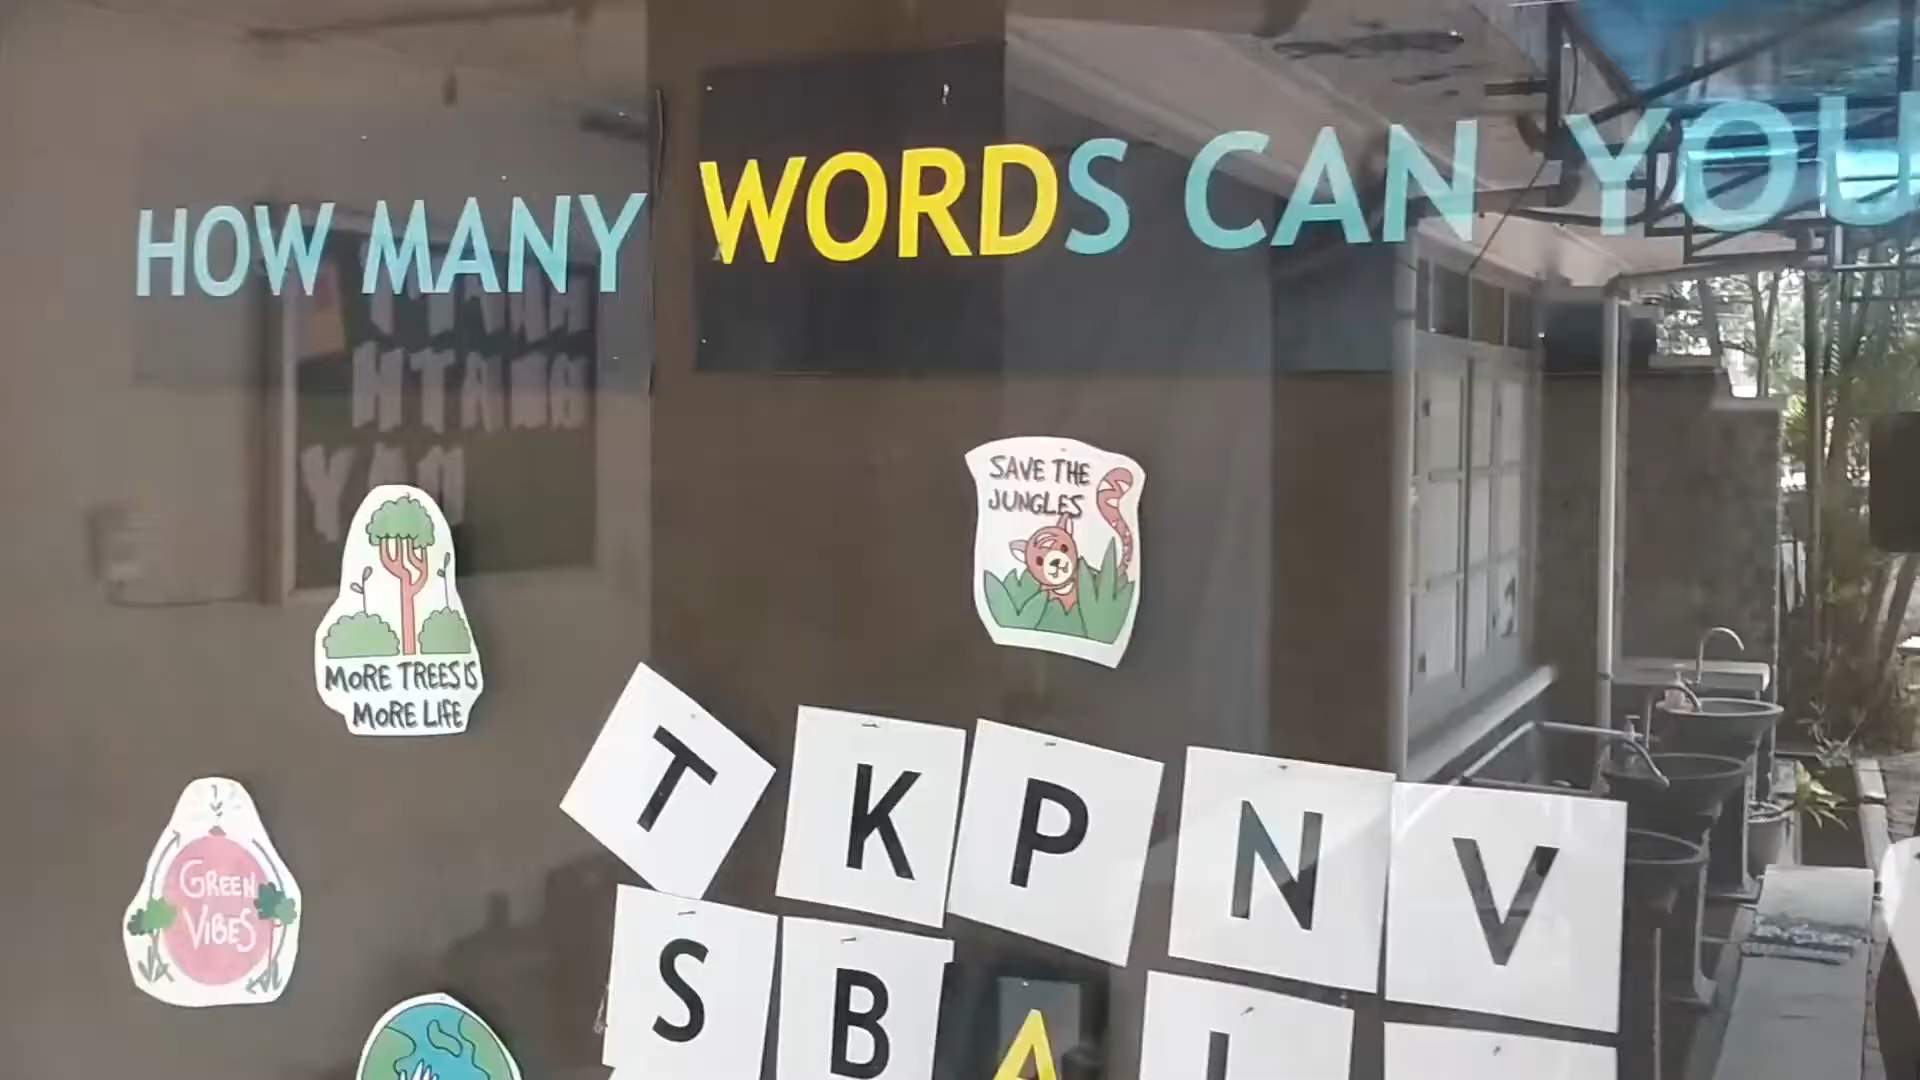 HOW MANY WORDS CAN YOU
SAVE THE
JUNGLES
MORE TREES IS
MORE LIFE
T K P N V
GREEN
VIBES
S B A